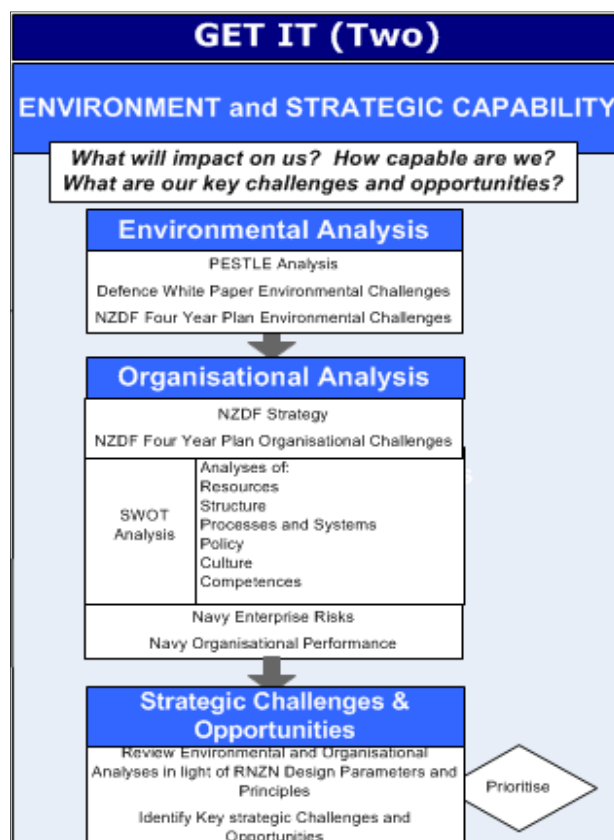 GET IT (Two)
ENVIRONMENT and STRATEGIC CAPABILITY
What will impact on us? How capable are we?
What are our key challenges and opportunities?
Environmental Analysis
PESTLE Analysis
Defence White Paper Environmental Challenges
NZDF Four Year Plan Environmental Challenges
Organisational Analysis
NZDF Strategy
NZDF Four Year Plan Organisational Challenges
SWOT
Analysis
Analyses of:
Resources
Structure
Processes and Systems
Policy
Culture
Competences
Navy Enterprise Risks
Navy Organisational Performance
Strategic Challenges &
Opportunities
Review Environmental and Organisational
Analyses in light of RNZN Design Parameters and
Principles
Prioritise
Identify Key strategic Challenges and
Opportunities